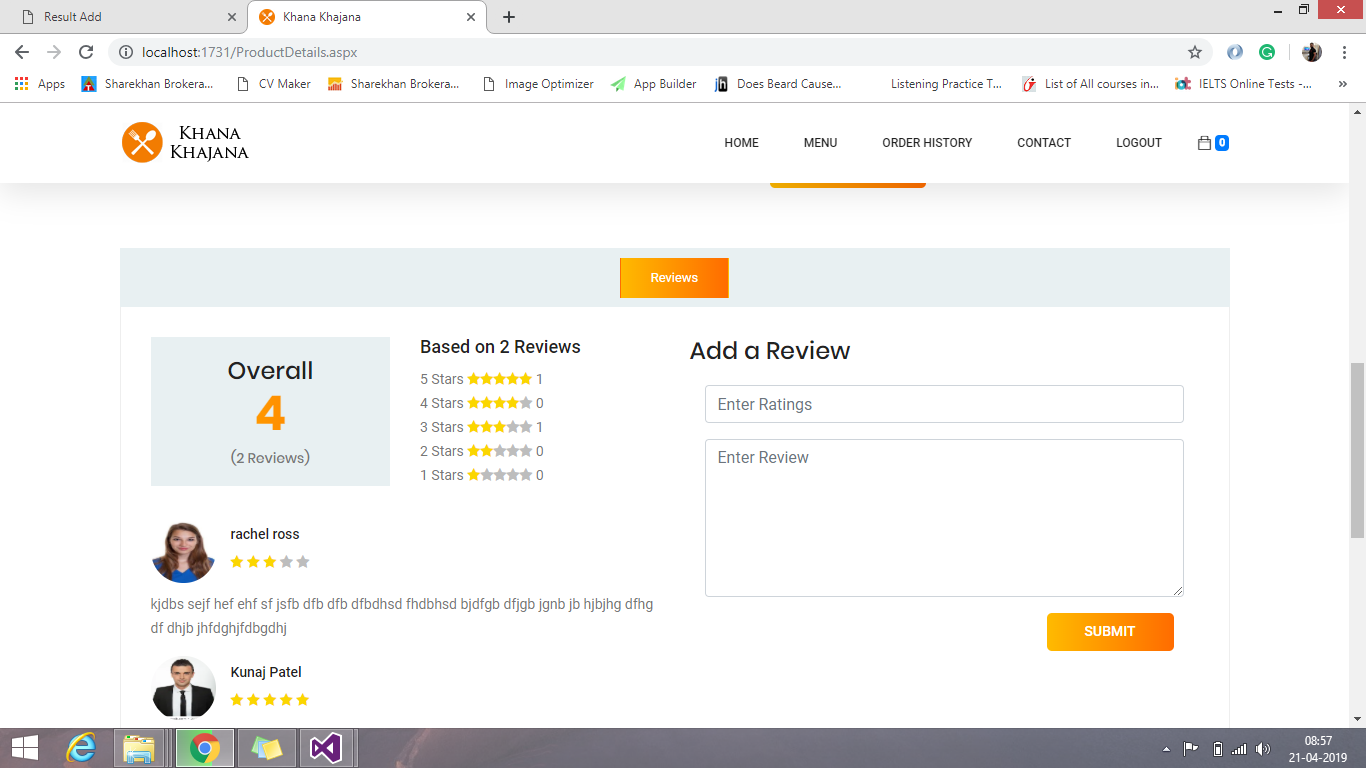 Result Add
Khana Khajana
localhost:1731/ProductDetails.aspx
Apps
Sharekhan Brokera...
CV Maker
Sharekhan Brokera...
Image Optimizer
App Builder
jh
Does Beard Cause...
Listening Practice T...
List of All courses in...
IELTS Online Tests -...
»
KHANA
KHAJANA
HOME
MENU
ORDER HISTORY
CONTACT
LOGOUT
0
Reviews
Overall
4
(2 Reviews)
Based on 2 Reviews
5 Stars 1
4 Stars 0
3 Stars 1
2 Stars 0
1 Stars 0
Add a Review
Enter Ratings
Enter Review
SUBMIT
rachel ross
kjdbs sejf hef ehf sf jsfb dfb dfb dfbdhsd fhdbhsd bjdfgb dfjgb jgnb jb hjbjhg dfhg
df dhjb jhfdghjfdbgdhj
Kunaj Patel
08:57
21-04-2019